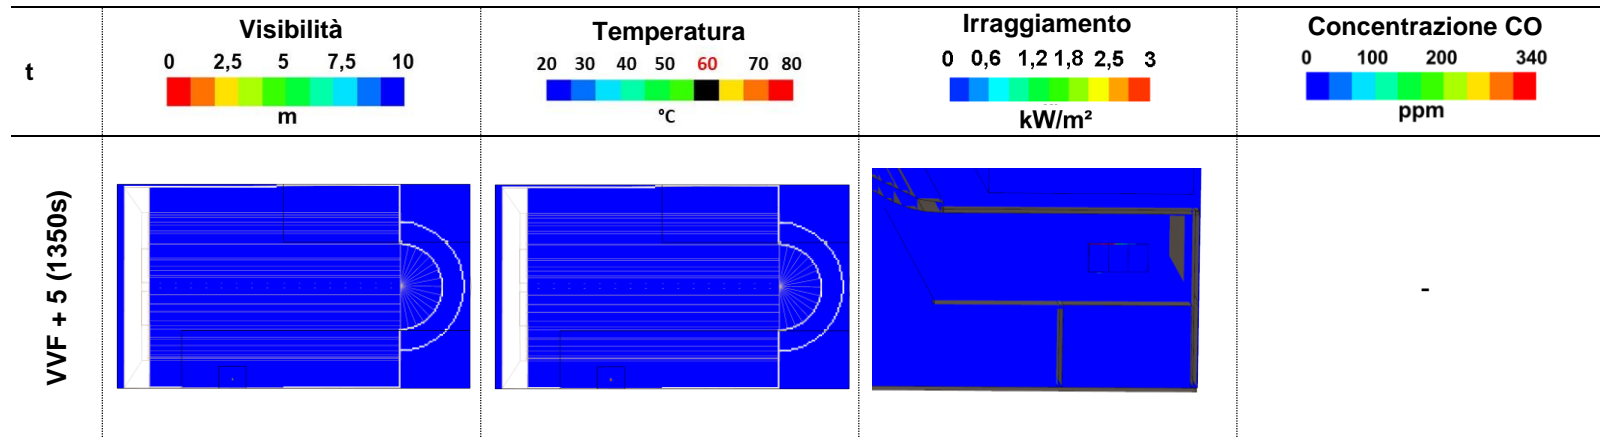 t
Visibilità
0 2,5 5 7,5 10
m
Temperatura
20 30 40 50 60 70 80
°C
Irraggiamento
0 0,6 1,2 1,8 2,5 3
kW/m²
Concentrazione CO
0 100 200 340
ppm
VVF + 5 (1350s)
-